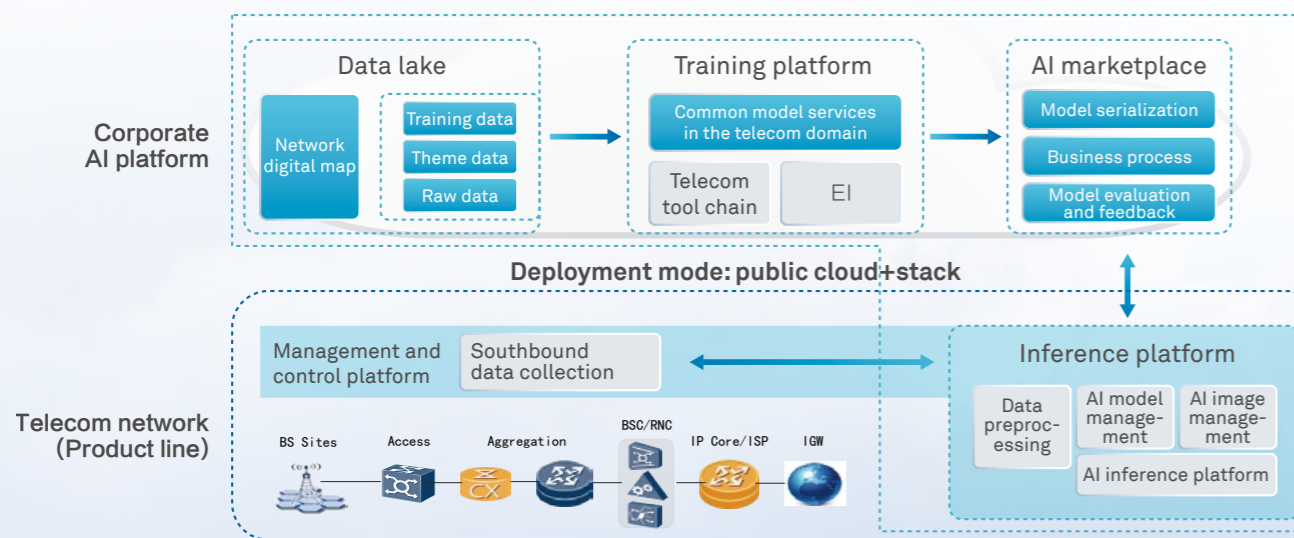 Data lake
Training platform
AI marketplace
Corporate
AI platform
Network
digital map
Training data
Theme data
Raw data
Common model services
in the telecom domain
Telecom
tool chain
EI
Model serialization
Business process
Model evaluation
and feedback
Deployment mode: public cloud+stack
Telecom network
(Product line)
Management and
control platform
Southbound
data collection
Inference platform
Data
preproc-
essing
AI model
manage-
ment
AI image
manage-
ment
AI inference platform
BS Sites
Access
Aggregation
BSC/RNC
IP Core/ISP
IGW
CX